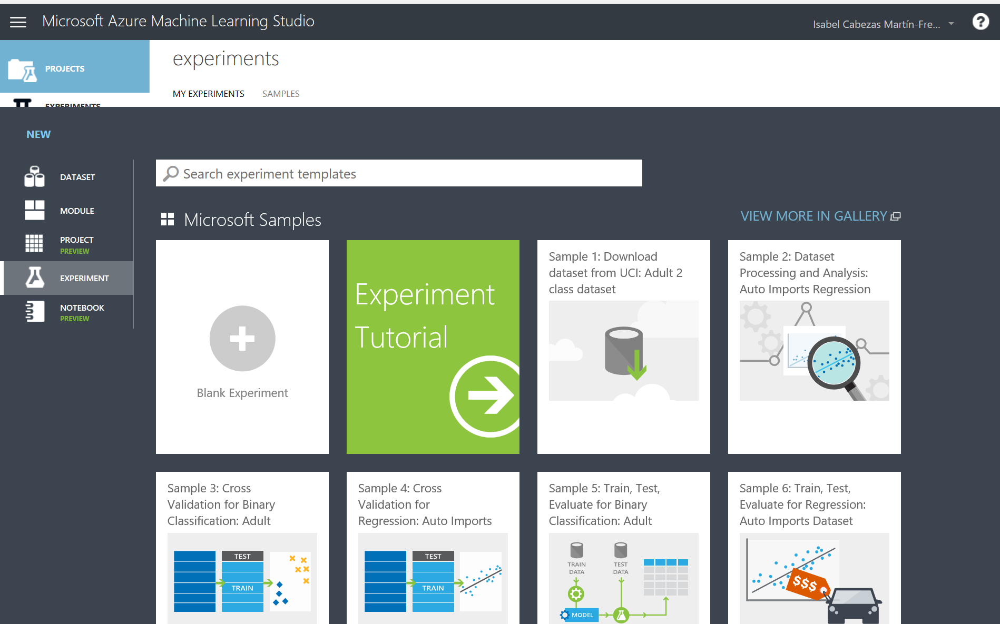 Microsoft Azure Machine Learning Studio
Isabel Cabezas Martín-Fre...
?
PROJECTS
experiments
MY EXPERIMENTS
SAMPLES
EXPERIMENTS
NEW
DATASET
MODULE
PROJECT
PREVIEW
EXPERIMENT
NOTEBOOK
PREVIEW
Search experiment templates
Microsoft Samples
VIEW MORE IN GALLERY
Blank Experiment
Experiment
Tutorial
Sample 1: Download
dataset from UCI: Adult 2
class dataset
Sample 2: Dataset
Processing and Analysis:
Auto Imports Regression
Sample 3: Cross
Validation for Binary
Classification: Adult
TEST
TRAIN
Sample 4: Cross
Validation for
Regression: Auto Imports
TEST
TRAIN
Sample 5: Train, Test,
Evaluate for Binary
Classification: Adult
TRAIN
DATA
TEST
DATA
MODEL
Sample 6: Train, Test,
Evaluate for Regression:
Auto Imports Dataset
$$$